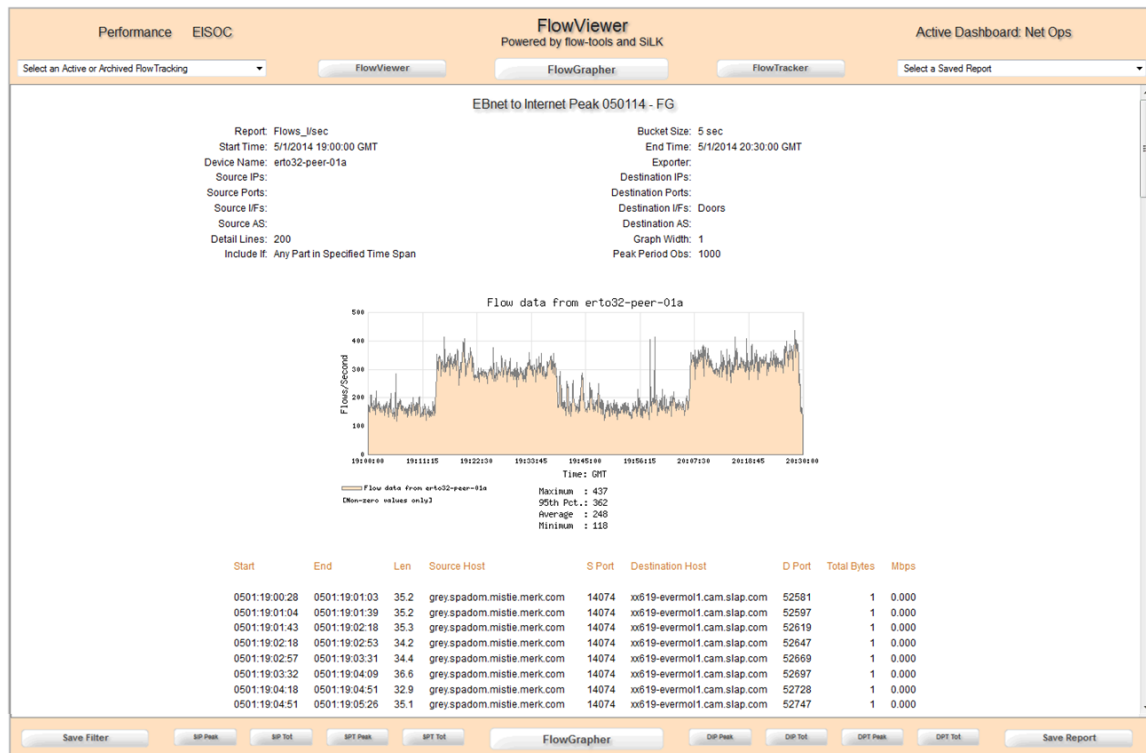 Performance EISOC FlowViewer Active Dashboard: Net Ops
Powered by flow-tools and SiLK
Select an Active or Archived FlowTracking FlowViewer FlowGrapher FlowTracker Select a Saved Report
EBnet to Internet Peak 050114 - FG
Report: Flows_I/sec Bucket Size: 5 sec
Start Time: 5/1/2014 19:00:00 GMT End Time: 5/1/2014 20:30:00 GMT
Device Name: erto32-peer-01a Exporter:
Source IPs: Destination IPs:
Source Ports: Destination Ports:
Source I/Fs: Destination I/Fs: Doors
Source AS: Destination AS:
Detail Lines: 200 Graph Width: 1
Include If: Any Part in Specified Time Span Peak Period Obs: 1000
Flow data from erto32-peer-01a
500
400
300
200
100
0
Flows/Second
19:00:00 19:11:15 19:22:30 19:33:45 19:45:00 19:56:15 20:07:30 20:18:45 20:30:00
Time: GMT
Flow data from erto32-peer-01a
[Non-zero values only]
Maximum : 437
95th Pct.: 362
Average : 248
Minimum : 118
Start End Len Source Host S Port Destination Host D Port Total Bytes Mbps
0501:19:00:28 0501:19:01:03 35.2 grey.spadom.mistie.merk.com 14074 xx619-evermol1.cam.slap.com 52581 1 0.000
0501:19:01:04 0501:19:01:39 35.2 grey.spadom.mistie.merk.com 14074 xx619-evermol1.cam.slap.com 52597 1 0.000
0501:19:01:43 0501:19:02:18 35.3 grey.spadom.mistie.merk.com 14074 xx619-evermol1.cam.slap.com 52619 1 0.000
0501:19:02:18 0501:19:02:53 34.2 grey.spadom.mistie.merk.com 14074 xx619-evermol1.cam.slap.com 52647 1 0.000
0501:19:02:57 0501:19:03:31 34.4 grey.spadom.mistie.merk.com 14074 xx619-evermol1.cam.slap.com 52669 1 0.000
0501:19:03:32 0501:19:04:09 36.6 grey.spadom.mistie.merk.com 14074 xx619-evermol1.cam.slap.com 52697 1 0.000
0501:19:04:18 0501:19:04:51 32.9 grey.spadom.mistie.merk.com 14074 xx619-evermol1.cam.slap.com 52728 1 0.000
0501:19:04:51 0501:19:05:26 35.1 grey.spadom.mistie.merk.com 14074 xx619-evermol1.cam.slap.com 52747 1 0.000
Save Filter SIP Peak SIP Tot SPT Peak SPT Tot FlowGrapher DIP Peak DIP Tot DPT Peak DPT Tot Save Report